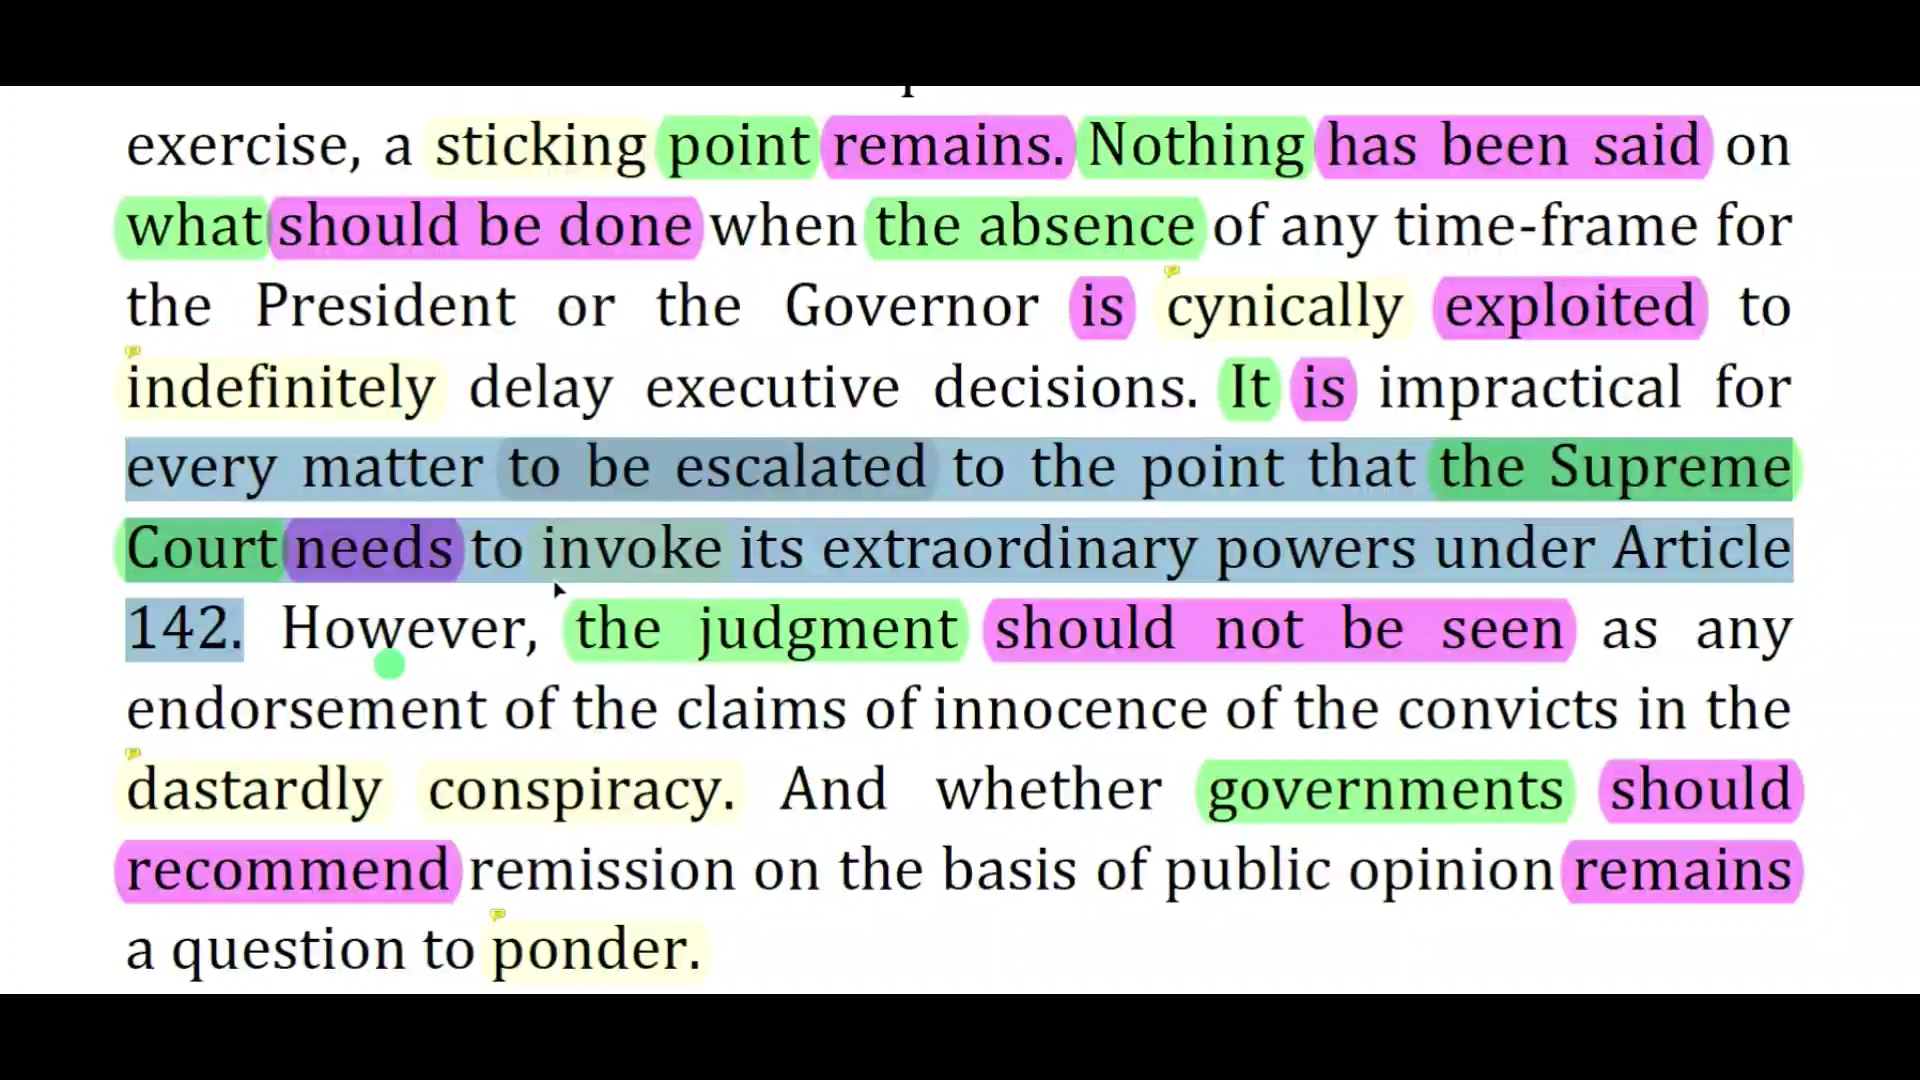 exercise, a sticking point remains. Nothing has been said on
what should be done when the absence of any time-frame for
the President or the Governor is cynically exploited to
indefinitely delay executive decisions. It is impractical for
every matter to be escalated to the point that the Supreme
Court needs to invoke its extraordinary powers under Article
142. However, the judgment should not be seen as any
endorsement of the claims of innocence of the convicts in the
dastardly conspiracy. And whether governments should
recommend remission on the basis of public opinion remains
a question to ponder.